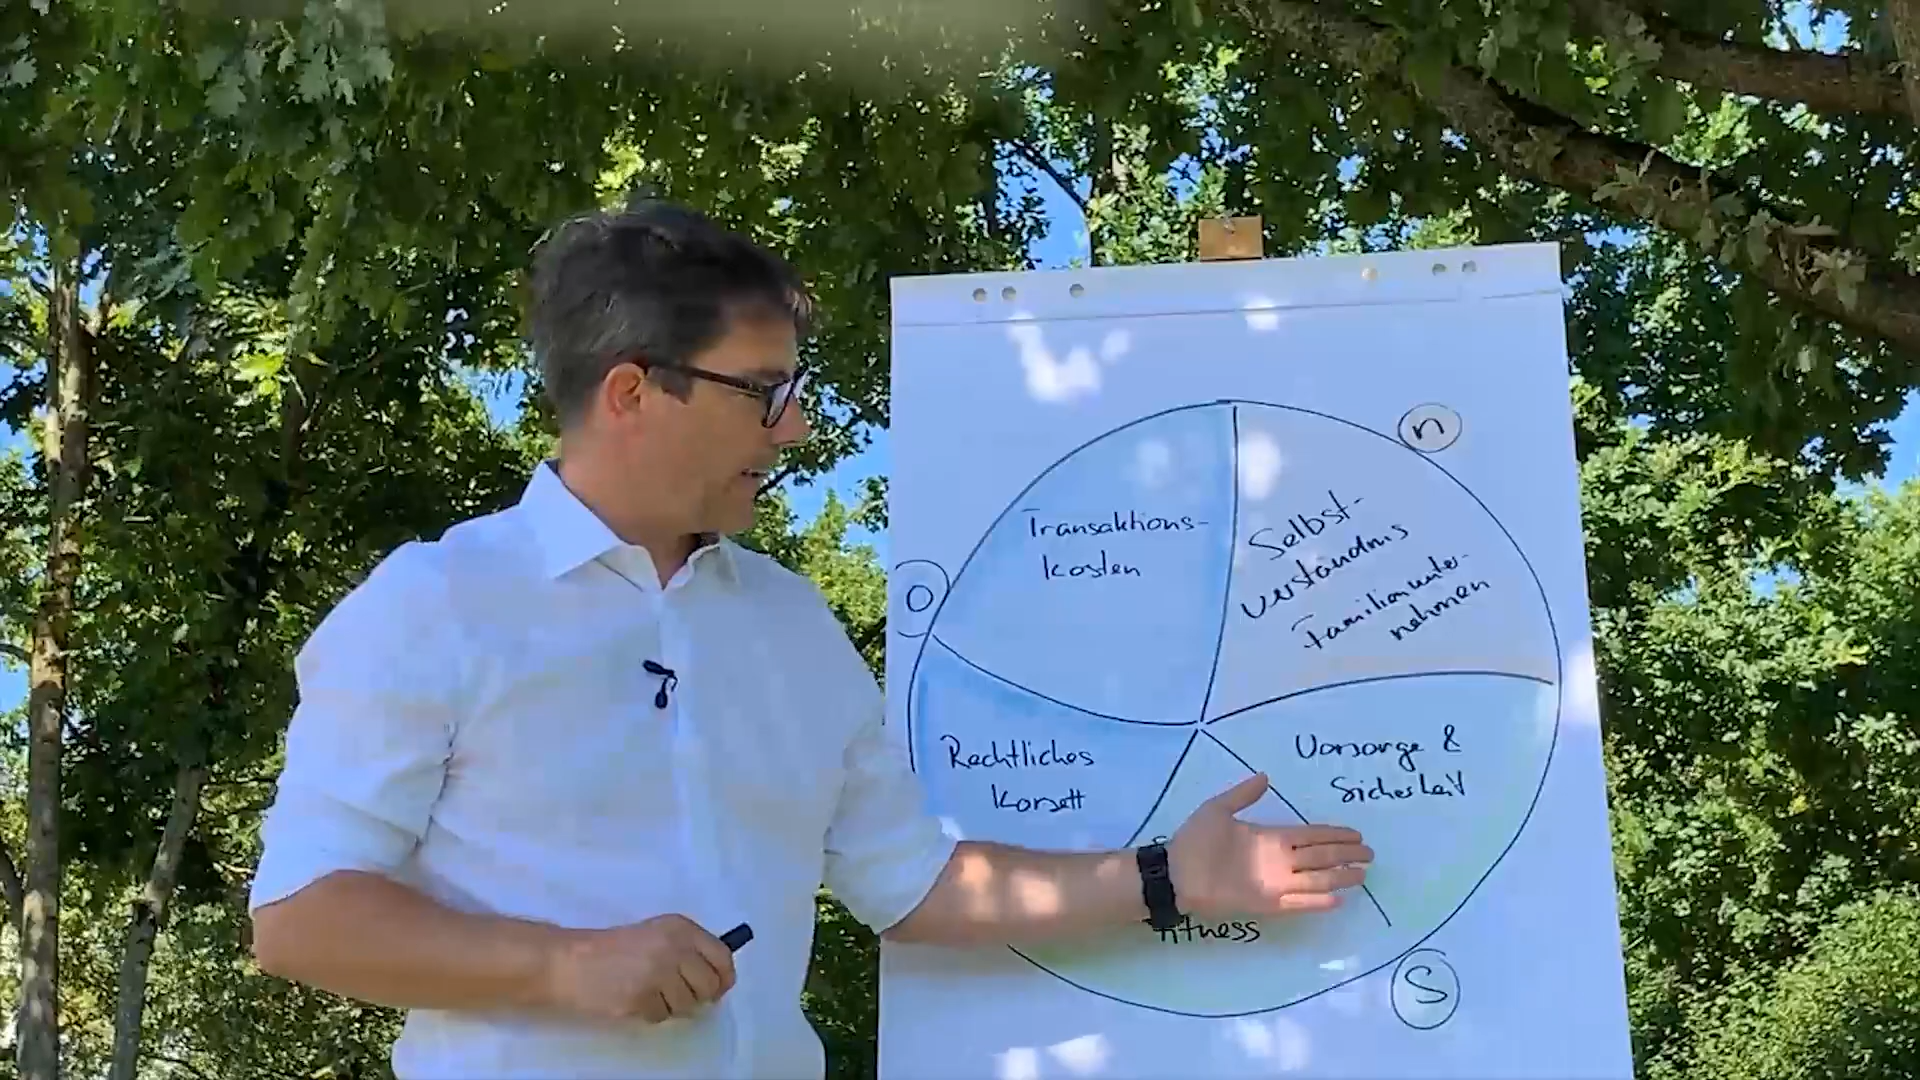 n
Transaktions-
kosten
Selbst-
verständnis
Familienunter-
nehmen
O
Rechtliches
Korsett
Vorsorge &
Sicherheit
Fitness
S